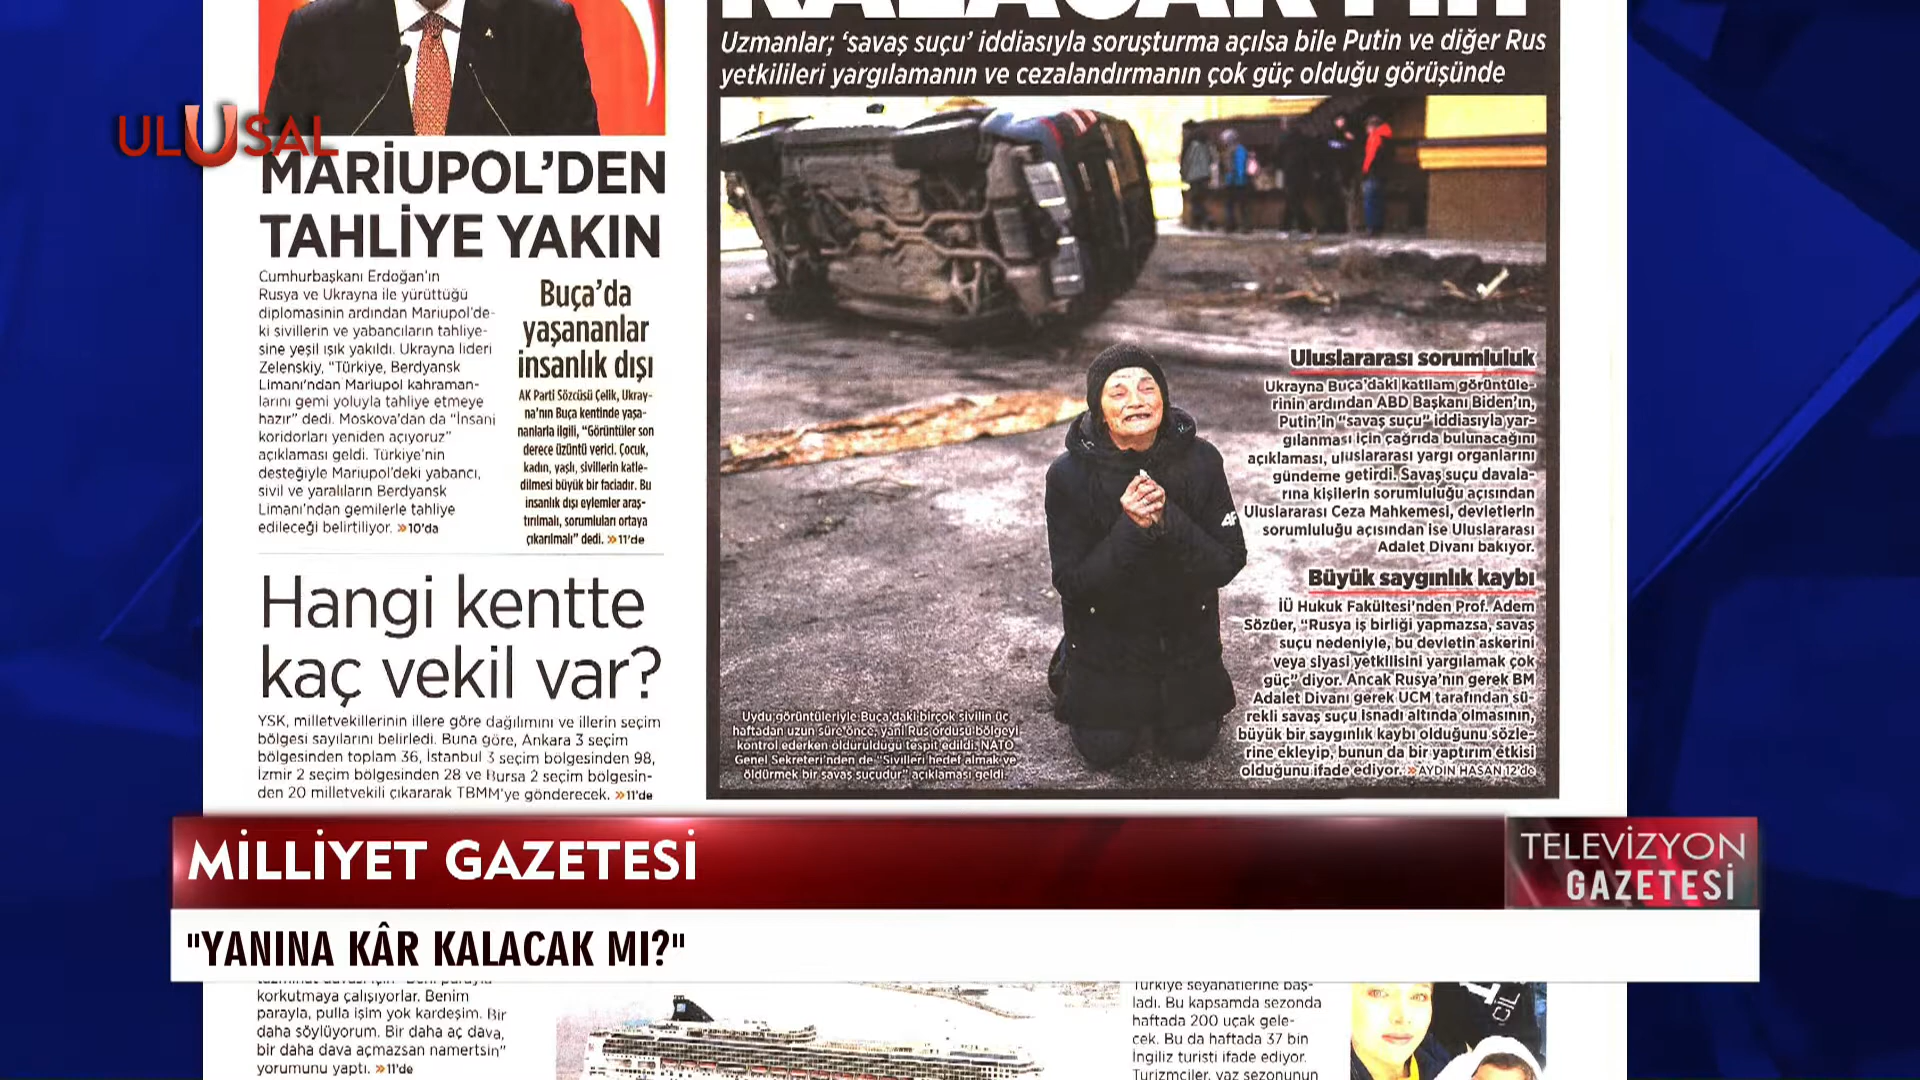 KALACAK MI?
Uzmanlar; ‘savaş suçu’ iddiasıyla soruşturma açılsa bile Putin ve diğer Rus
yetkilileri yargılamanın ve cezalandırmanın çok güç olduğu görüşünde
ULUSAL
MARİUPOL’DEN
TAHLİYE YAKIN
Cumhurbaşkanı Erdoğan’ın
Rusya ve Ukrayna ile yürüttüğü
diplomasinin ardından Mariupol’de-
ki sivillerin ve yabancıların tahliye-
sine yeşil ışık yakıldı. Ukrayna lideri
Zelenskiy, “Türkiye, Berdyansk
Limanı’ndan Mariupol kahraman-
larını gemi yoluyla tahliye etmeye
hazır” dedi. Moskova’dan da “İnsani
koridorları yeniden açıyoruz”
açıklaması geldi. Türkiye’nin
desteğiyle Mariupol’deki yabancı,
sivil ve yaralıların Berdyansk
Limanı’ndan gemilerle tahliye
edileceği belirtiliyor. »10’da
Buça’da
yaşananlar
insanlık dışı
AK Parti Sözcüsü Çelik, Ukray-
na’nın Buça kentinde yaşa-
nanlarla ilgili, “Görüntüler son
derece üzüntü verici. Çocuk,
kadın, yaşlı, sivillerin katle-
dilmesi büyük bir faciadır. Bu
insanlık dışı eylemler araş-
tırılmalı, sorumluları ortaya
çıkarılmalı” dedi. »11’de
Hangi kentte
kaç vekil var?
YSK, milletvekillerinin illere göre dağılımını ve illerin seçim
bölgesi sayılarını belirledi. Buna göre, Ankara 3 seçim
bölgesinden toplam 36, İstanbul 3 seçim bölgesinden 98,
İzmir 2 seçim bölgesinden 28 ve Bursa 2 seçim bölgesin-
den 20 milletvekili çıkararak TBMM’ye gönderecek. »11’de
Uluslararası sorumluluk
Ukrayna Buça’daki katliam görüntüle-
rinin ardından ABD Başkanı Biden’ın,
Putin’in “savaş suçu” iddiasıyla yar-
gılanması için çağrıda bulunacağını
açıklaması, uluslararası yargı organlarını
gündeme getirdi. Savaş suçu davala-
rına kişilerin sorumluluğu açısından
Uluslararası Ceza Mahkemesi, devletlerin
sorumluluğu açısından ise Uluslararası
Adalet Divanı bakıyor.
Büyük saygınlık kaybı
İÜ Hukuk Fakültesi’nden Prof. Adem
Sözüer, “Rusya iş birliği yapmazsa, savaş
suçu nedeniyle, bu devletin askerini
veya siyasi yetkilisini yargılamak çok
güç” diyor. Ancak Rusya’nın gerek BM
Adalet Divanı gerek UCM tarafından sü-
rekli savaş suçu isnadı altında olmasının,
büyük bir saygınlık kaybı olduğunu sözle-
rine ekleyip, bunun da bir yaptırım etkisi
olduğunu ifade ediyor. »AYDIN HASAN 12’de
Uydu görüntüleriyle Buça’daki birçok sivilin üç
haftadan uzun süre önce, yani Rus ordusu bölgeyi
kontrol ederken öldürüldüğü tespit edildi. NATO
Genel Sekreteri’nden de “Sivilleri hedef almak ve
öldürmek bir savaş suçudur” açıklaması geldi.
4F
MİLLİYET GAZETESİ
TELEVİZYON
GAZETESİ
"YANINA KÂR KALACAK MI?"
korkutmaya çalışıyorlar. Benim
parayla, pulla işim yok kardeşim. Bir
daha söylüyorum. Bir daha aç dava,
bir daha dava açmazsan namertsin”
yorumunu yaptı. »11’de
Türkiye seyahatlerine baş-
ladı. Bu kapsamda sezonda
haftada 200 uçak gele-
cek. Bu da haftada 37 bin
İngiliz turisti ifade ediyor.
Turizmciler, yaz sezonunun